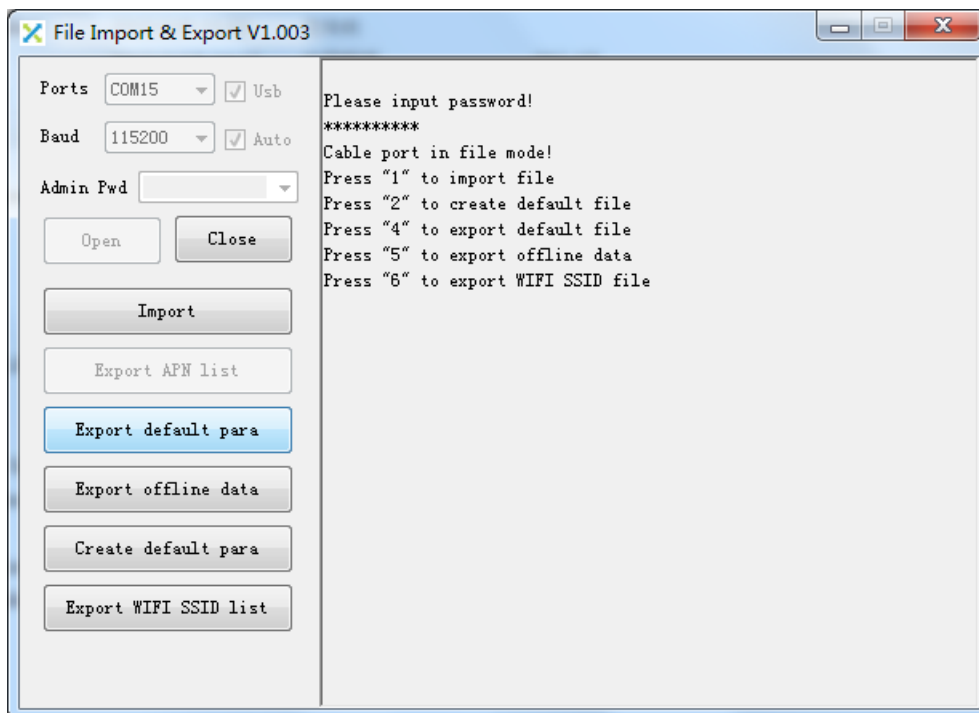 File Import & Export V1.003
Ports COM15 Usb
Baud 115200 Auto
Admin Pwd
Open Close
Import
Export APN list
Export default para
Export offline data
Create default para
Export WIFI SSID list
Please input password!
**********
Cable port in file mode!
Press "1" to import file
Press "2" to create default file
Press "4" to export default file
Press "5" to export offline data
Press "6" to export WIFI SSID file